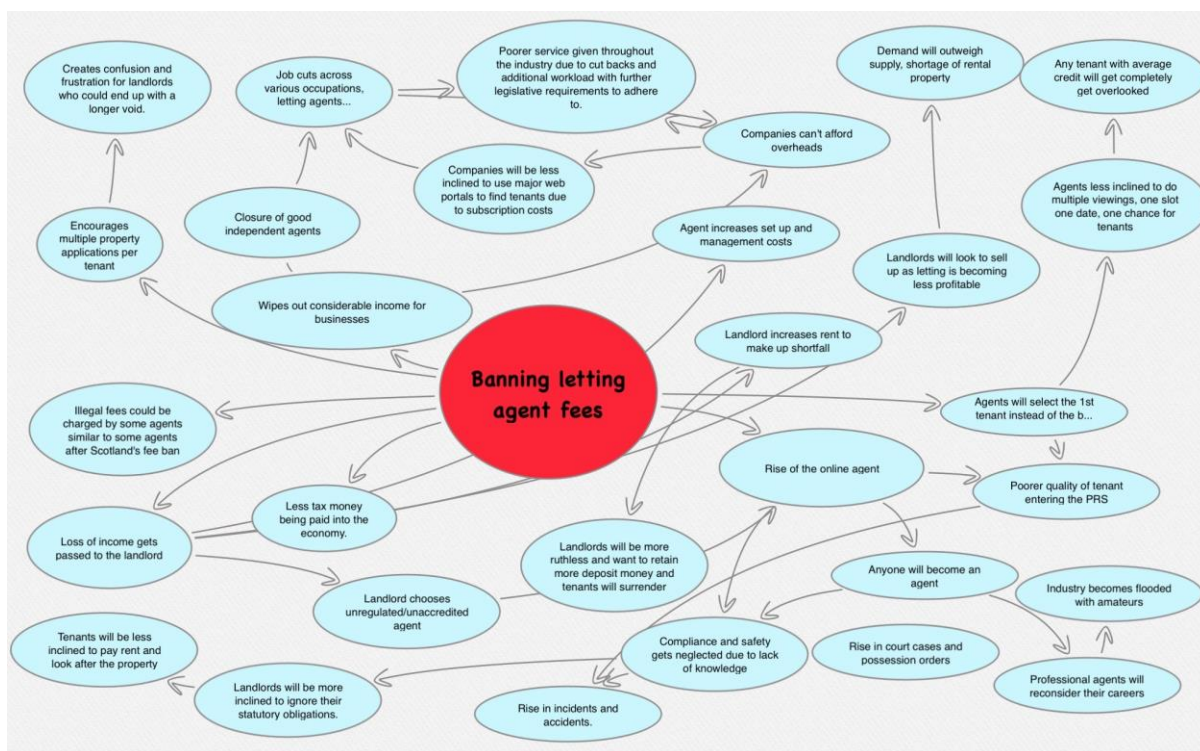 Creates confusion and
frustration for landlords
who could end up with a
longer void.
Job cuts across
various occupations,
letting agents...
Poorer service given throughout
the industry due to cut backs and
additional workload with further
legislative requirements to adhere
to.
Demand will outweigh
supply, shortage of rental
property
Any tenant with average
credit will get completely
get overlooked
Companies can't afford
overheads
Companies will be less
inclined to use major web
portals to find tenants due
to subscription costs
Agents less inclined to do
multiple viewings, one slot
one date, one chance for
tenants
Encourages
multiple property
applications per
tenant
Closure of good
independent agents
Agent increases set up and
management costs
Landlords will look to sell
up as letting is becoming
less profitable
Wipes out considerable income for
businesses
Landlord increases rent to
make up shortfall
Banning letting
agent fees
Illegal fees could be
charged by some agents
similar to some agents
after Scotland's fee ban
Agents will select the 1st
tenant instead of the b...
Rise of the online agent
Poorer quality of tenant
entering the PRS
Less tax money
being paid into the
economy.
Loss of income gets
passed to the landlord
Landlords will be more
ruthless and want to retain
more deposit money and
tenants will surrender
Anyone will become an
agent
Industry becomes flooded
with amateurs
Landlord chooses
unregulated/unaccredited
agent
Tenants will be less
inclined to pay rent and
look after the property
Compliance and safety
gets neglected due to lack
of knowledge
Rise in court cases and
possession orders
Professional agents will
reconsider their careers
Landlords will be more
inclined to ignore their
statutory obligations.
Rise in incidents and
accidents.